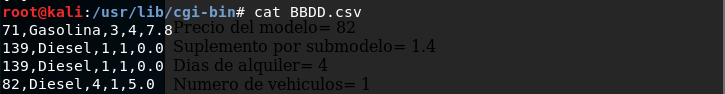 root@kali:/usr/lib/cgi-bin# cat BBDD.csv
71,Gasolina,3,4,7.8 Precio del modelo= 82
139,Diesel,1,1,0.0 Suplemento por submodelo= 1.4
139,Diesel,1,1,0.0 Dias de alquiler= 4
82,Diesel,4,1,5.0 Numero de vehiculos= 1